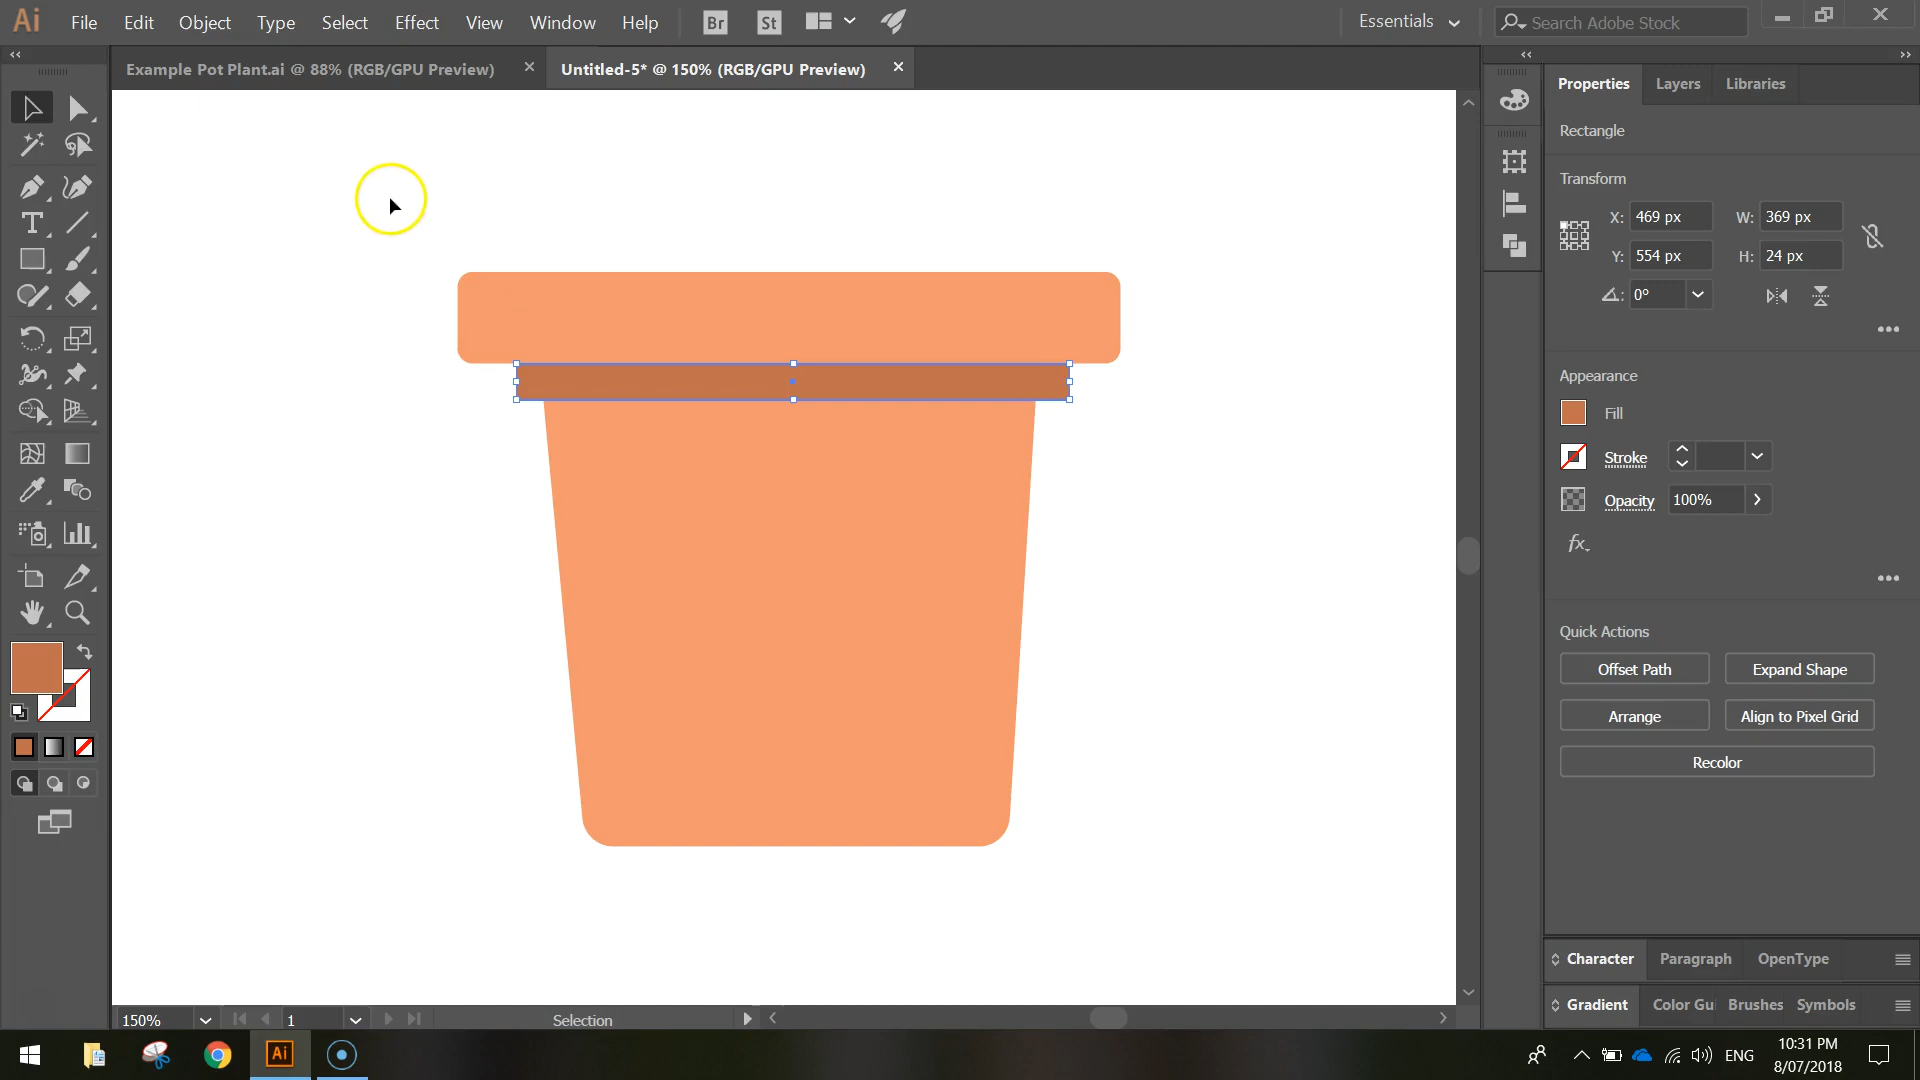 Ai File Edit Object Type Select Effect View Window Help Br St Essentials Search Adobe Stock
Example Pot Plant.ai @ 88% (RGB/GPU Preview) Untitled-5* @ 150% (RGB/GPU Preview)
Properties Layers Libraries
Rectangle
Transform
X: 469 px W: 369 px
Y: 554 px H: 24 px
0°
Appearance
Fill
Stroke
Opacity 100%
fx
Quick Actions
Offset Path Expand Shape
Arrange Align to Pixel Grid
Recolor
Character Paragraph OpenType
Gradient Color Gui Brushes Symbols
150% 1 Selection
Ai ENG 10:31 PM
8/07/2018